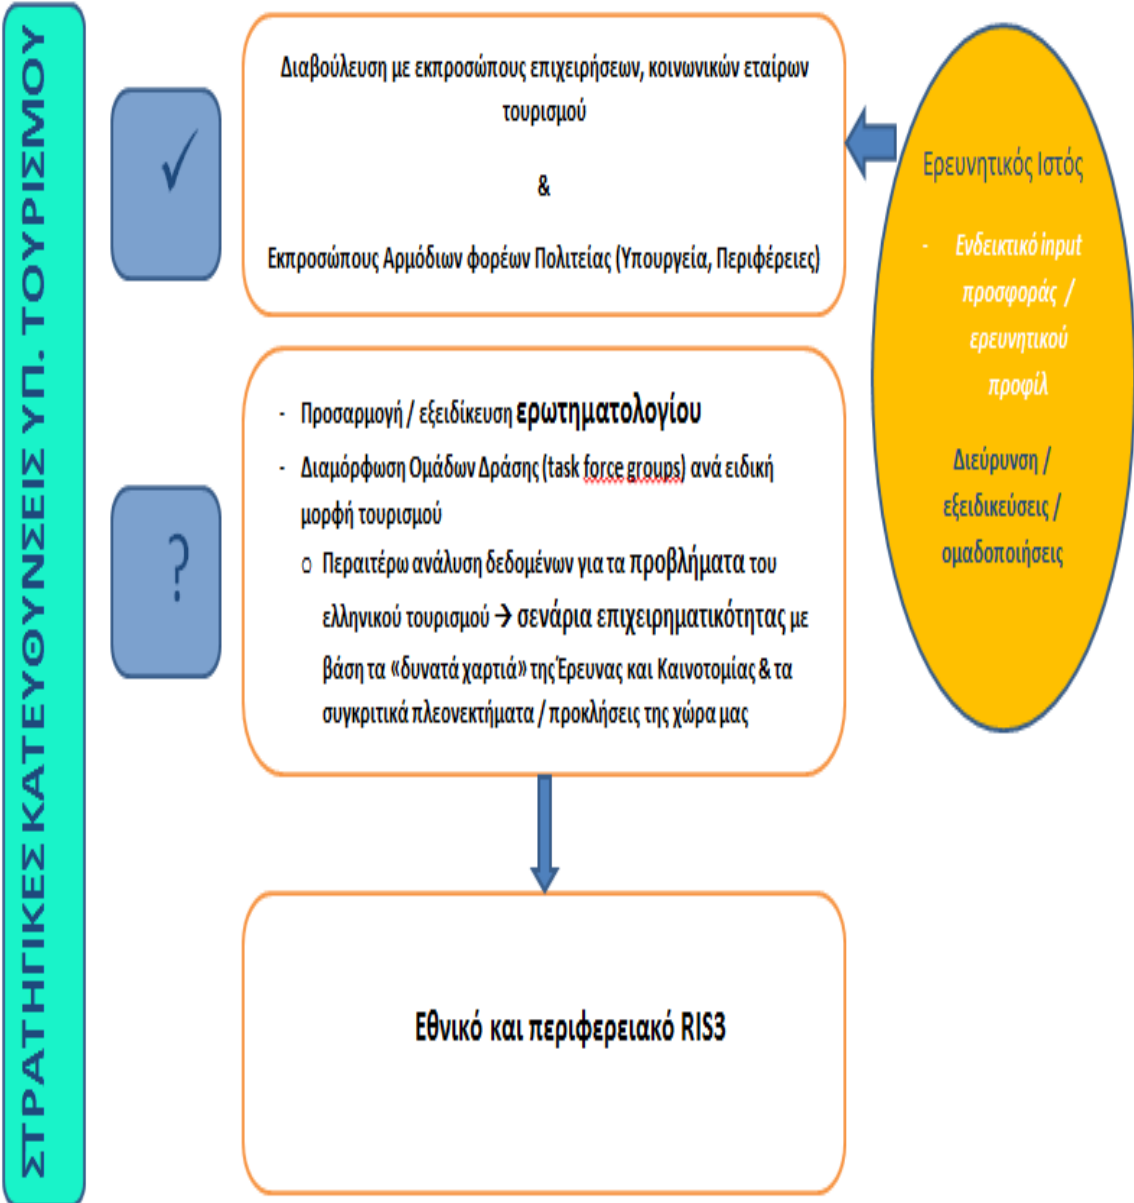 ΣΤΡΑΤΗΓΙΚΕΣ ΚΑΤΕΥΘΥΝΣΕΙΣ ΥΠ. ΤΟΥΡΙΣΜΟΥ
✓
Διαβούλευση με εκπροσώπους επιχειρήσεων, κοινωνικών εταίρων
τουρισμού
&
Εκπροσώπους Αρμόδιων φορέων Πολιτείας (Υπουργεία, Περιφέρειες)
Ερευνητικός Ιστός
- Ενδεικτικό input
προσφοράς /
ερευνητικού
προφίλ
Διεύρυνση /
εξειδικεύσεις /
ομαδοποιήσεις
?
- Προσαρμογή / εξειδίκευση ερωτηματολογίου
- Διαμόρφωση Ομάδων Δράσης (task force groups) ανά ειδική
μορφή τουρισμού
o Περαιτέρω ανάλυση δεδομένων για τα προβλήματα του
ελληνικού τουρισμού → σενάρια επιχειρηματικότητας με
βάση τα «δυνατά χαρτιά» της Έρευνας και Καινοτομίας & τα
συγκριτικά πλεονεκτήματα / προκλήσεις της χώρα μας
Εθνικό και περιφερειακό RIS3